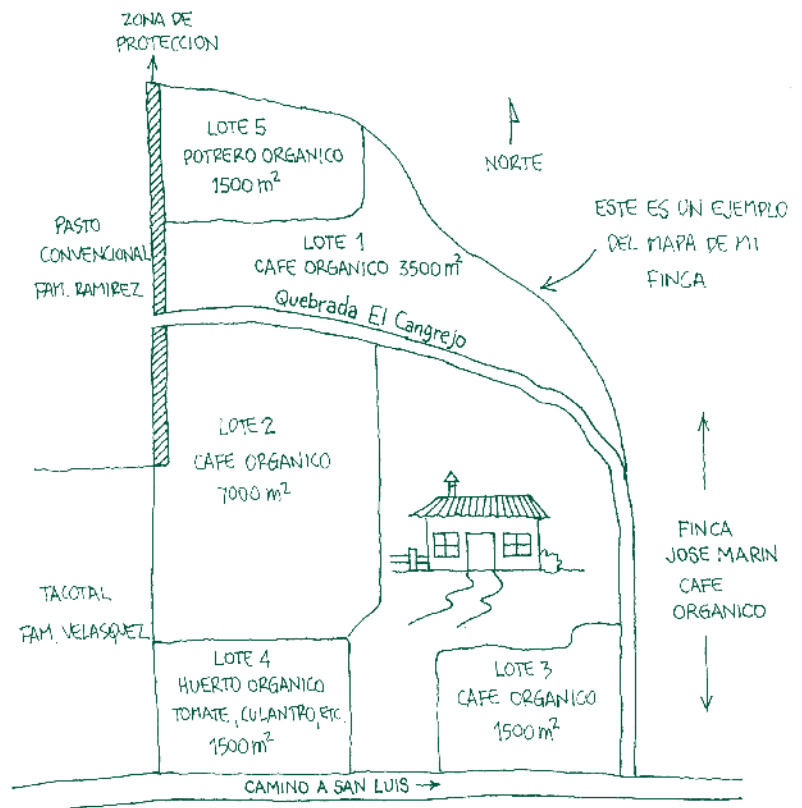 ZONA DE
PROTECCION
LOTE 5
POTRERO ORGANICO
1500 m²
NORTE
ESTE ES UN EJEMPLO
DEL MAPA DE MI
FINCA
PASTO
CONVENCIONAL
FAM. RAMIREZ
LOTE 1
CAFE ORGANICO 3500 m²
Quebrada El Cangrejo
LOTE 2
CAFE ORGANICO
7000 m²
FINCA
JOSE MARIN
CAFE
ORGANICO
TACOTAL
FAM. VELASQUEZ
LOTE 4
HUERTO ORGANICO
TOMATE, CULANTRO, ETC.
1500 m²
LOTE 3
CAFE ORGANICO
1500 m²
CAMINO A SAN LUIS →